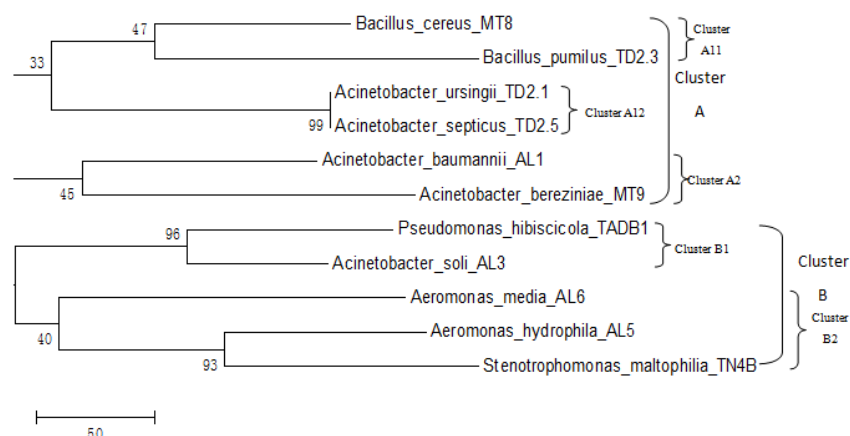 Bacillus_cereus_MT8
47
Cluster
A11
33
Bacillus_pumilus_TD2.3
Cluster
A
Acinetobacter_ursingii_TD2.1
Cluster A12
99
Acinetobacter_septicus_TD2.5
Acinetobacter_baumannii_AL1
Cluster A2
45
Acinetobacter_bereziniae_MT9
96
Pseudomonas_hibiscicola_TADB1
Cluster B1
Cluster
B
Acinetobacter_soli_AL3
Aeromonas_media_AL6
Cluster
B2
40
Aeromonas_hydrophila_AL5
93
Stenotrophomonas_maltophilia_TN4B
50